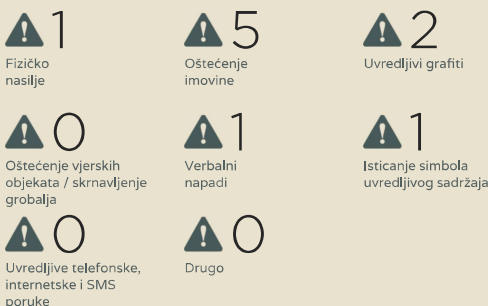 1
Fizičko
nasilje
5
Oštećenje
imovine
2
Uvredljivi grafiti
0
Oštećenje vjerskih
objekata / skrnavljenje
grobalja
1
Verbalni
napadi
1
Isticanje simbola
uvredljivog sadržaja
0
Uvredljive telefonske,
internetske i SMS
poruke
0
Drugo